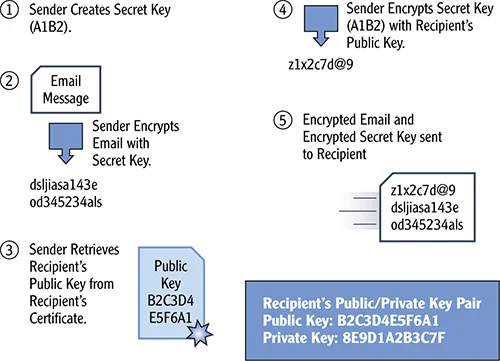 1 Sender Creates Secret Key
(A1B2).
2 Email
Message
Sender Encrypts
Email with
Secret Key.
dsljiasa143e
od345234als
3 Sender Retrieves
Recipient's
Public Key from
Recipient's
Certificate.
Public
Key
B2C3D4
E5F6A1
4 Sender Encrypts Secret Key
(A1B2) with Recipient's
Public Key.
z1x2c7d@9
5 Encrypted Email and
Encrypted Secret Key sent
to Recipient
z1x2c7d@9
dsljiasa143e
od345234als
Recipient's Public/Private Key Pair
Public Key: B2C3D4E5F6A1
Private Key: 8E9D1A2B3C7F